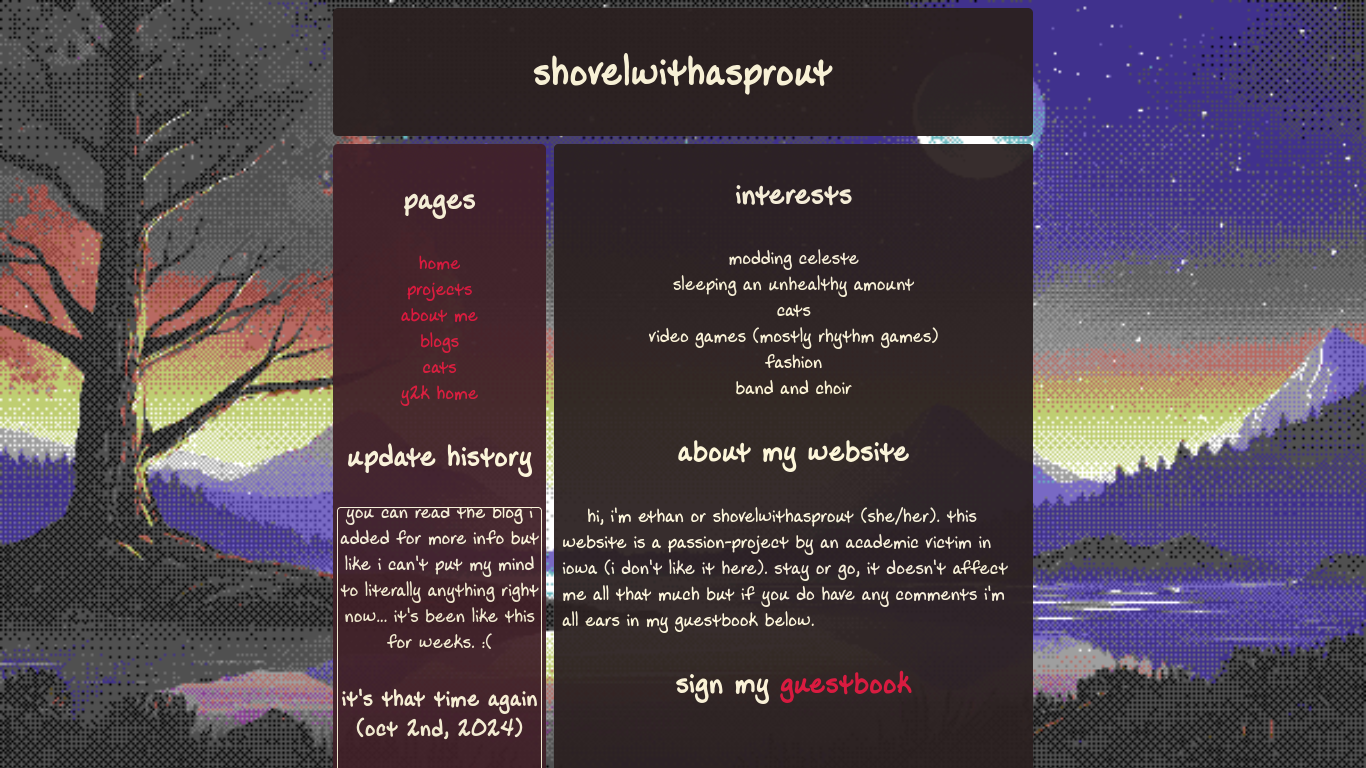 shovelwithasprout
pages
home
projects
about me
blogs
cats
y2k home
update history
you can read the blog i
added for more info but
like i can't put my mind
to literally anything right
now... it's been like this
for weeks. :(
it's that time again
(oct 2nd, 2024)
interests
modding celeste
sleeping an unhealthy amount
cats
video games (mostly rhythm games)
fashion
band and choir
about my website
hi, i'm ethan or shovelwithasprout (she/her). this
website is a passion-project by an academic victim in
iowa (i don't like it here). stay or go, it doesn't affect
me all that much but if you do have any comments i'm
all ears in my guestbook below.
sign my guestbook